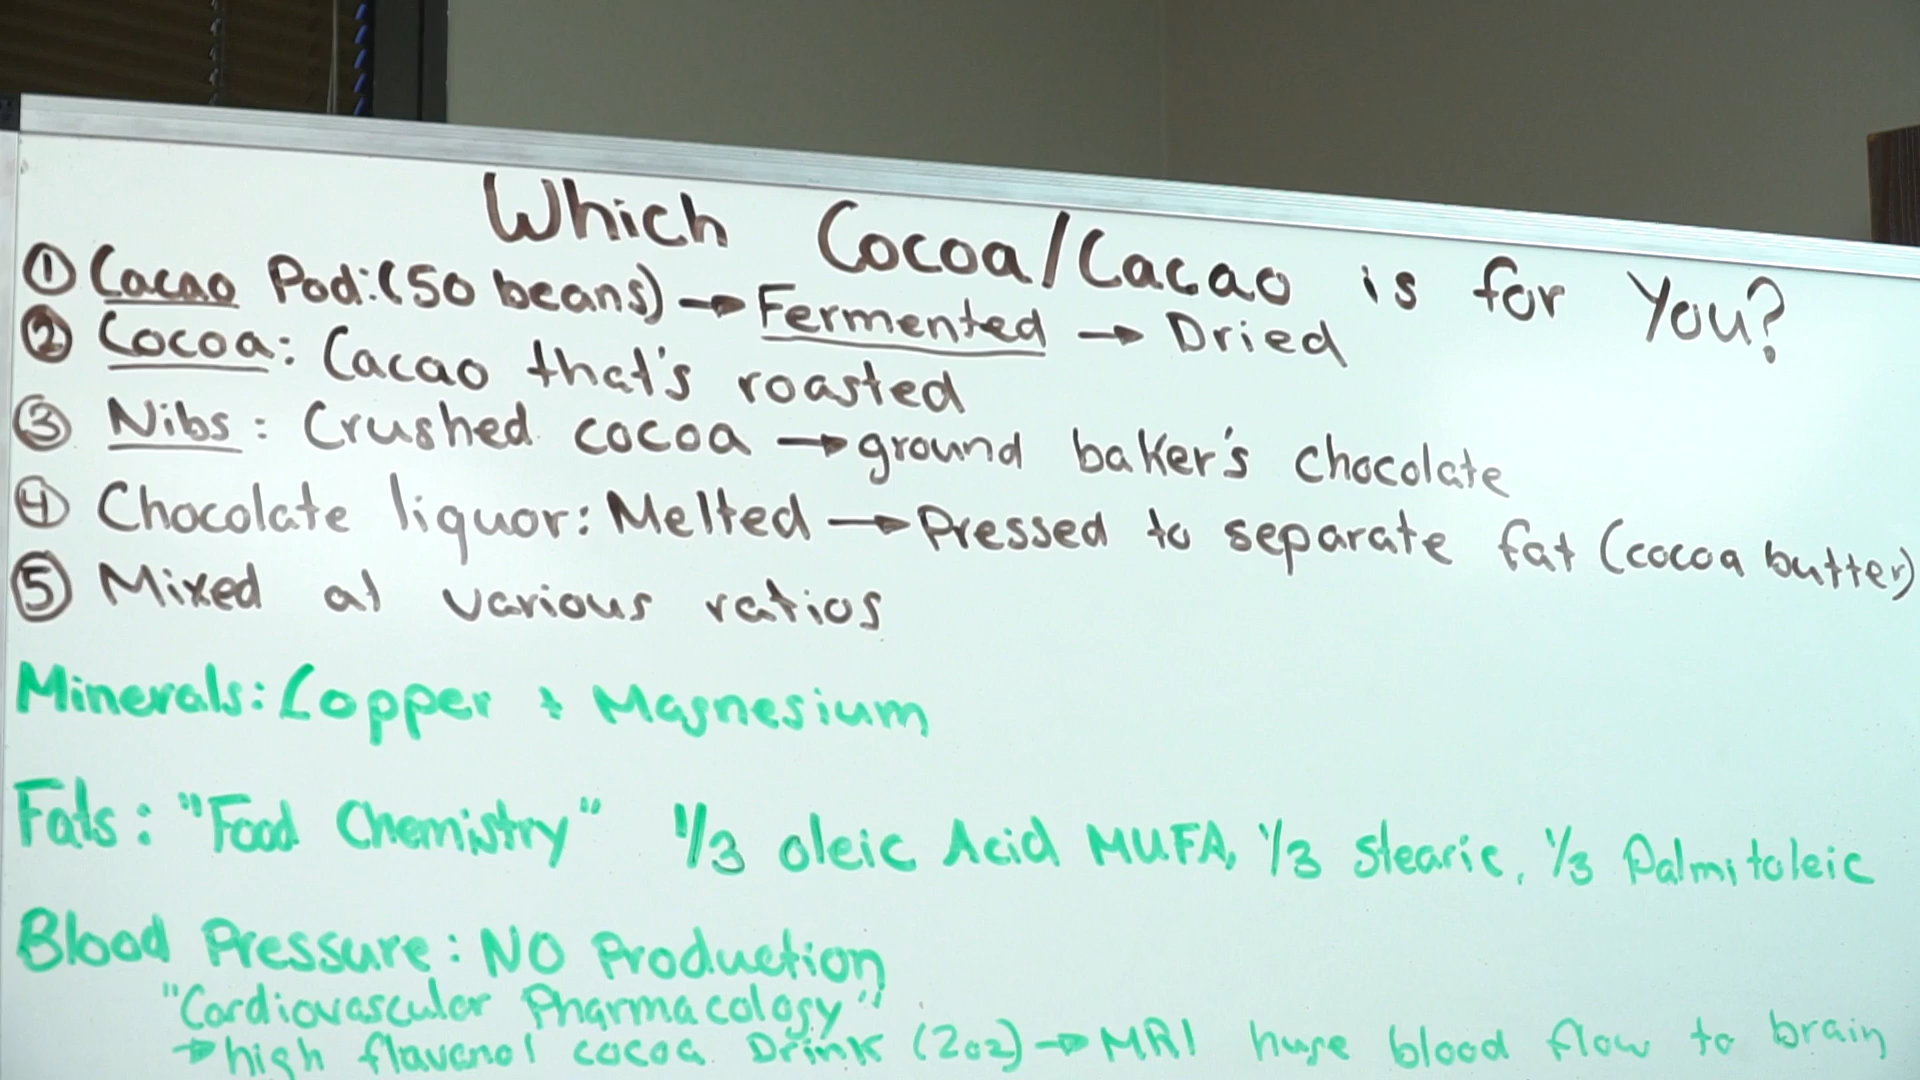 Which Cocoa/Cacao is for You?
① Cacao Pod: (50 beans) → Fermented → Dried
② Cocoa: Cacao that's roasted
③ Nibs: Crushed cocoa → ground baker's chocolate
④ Chocolate liquor: Melted → Pressed to separate fat (cocoa butter)
⑤ Mixed at various ratios
Minerals: Copper + Magnesium
Fats: "Food Chemistry" 1/3 oleic Acid MUFA, 1/3 stearic, 1/3 Palmitoleic
Blood Pressure: NO Production
"Cardiovascular Pharmacology"
→ high flavanol cocoa Drink (2oz) → MRI huge blood flow to brain